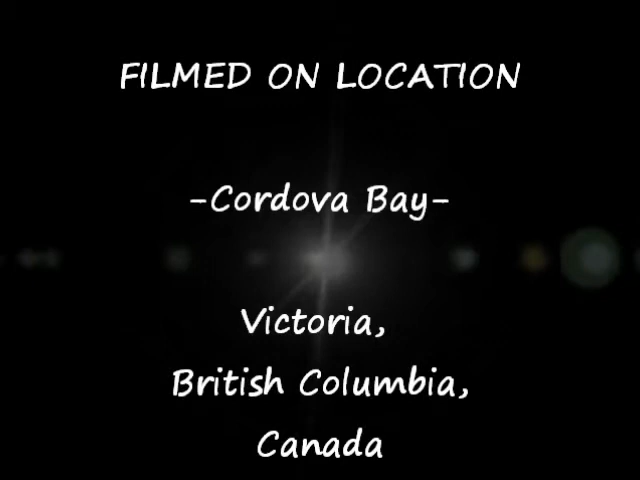 FILMED ON LOCATION
-Cordova Bay-
Victoria,
British Columbia,
Canada